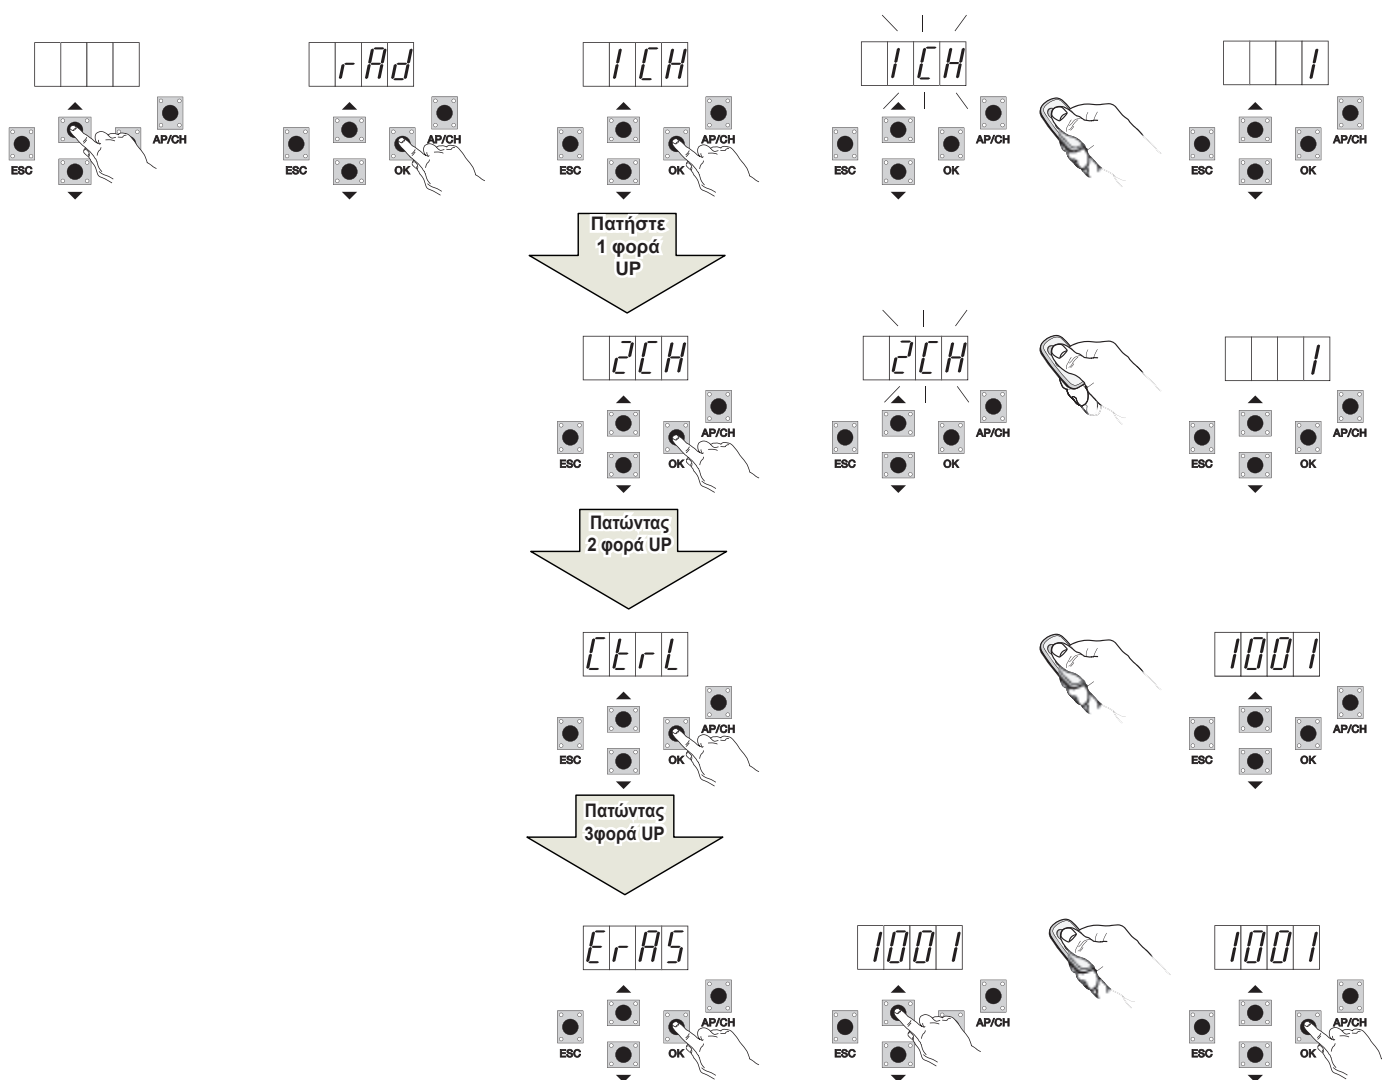 rAd
1CH
1CH
1
AP/CH
ESC
AP/CH
ESC
OK
AP/CH
ESC
OK
AP/CH
ESC
OK
AP/CH
ESC
OK
Πατήστε
1 φορά
UP
2CH
2CH
1
AP/CH
ESC
OK
AP/CH
ESC
OK
AP/CH
ESC
OK
Πατώντας
2 φορά UP
CtrL
1001
AP/CH
ESC
OK
AP/CH
ESC
OK
Πατώντας
3φορά UP
ErAS
1001
1001
AP/CH
ESC
OK
AP/CH
ESC
AP/CH
ESC
OK